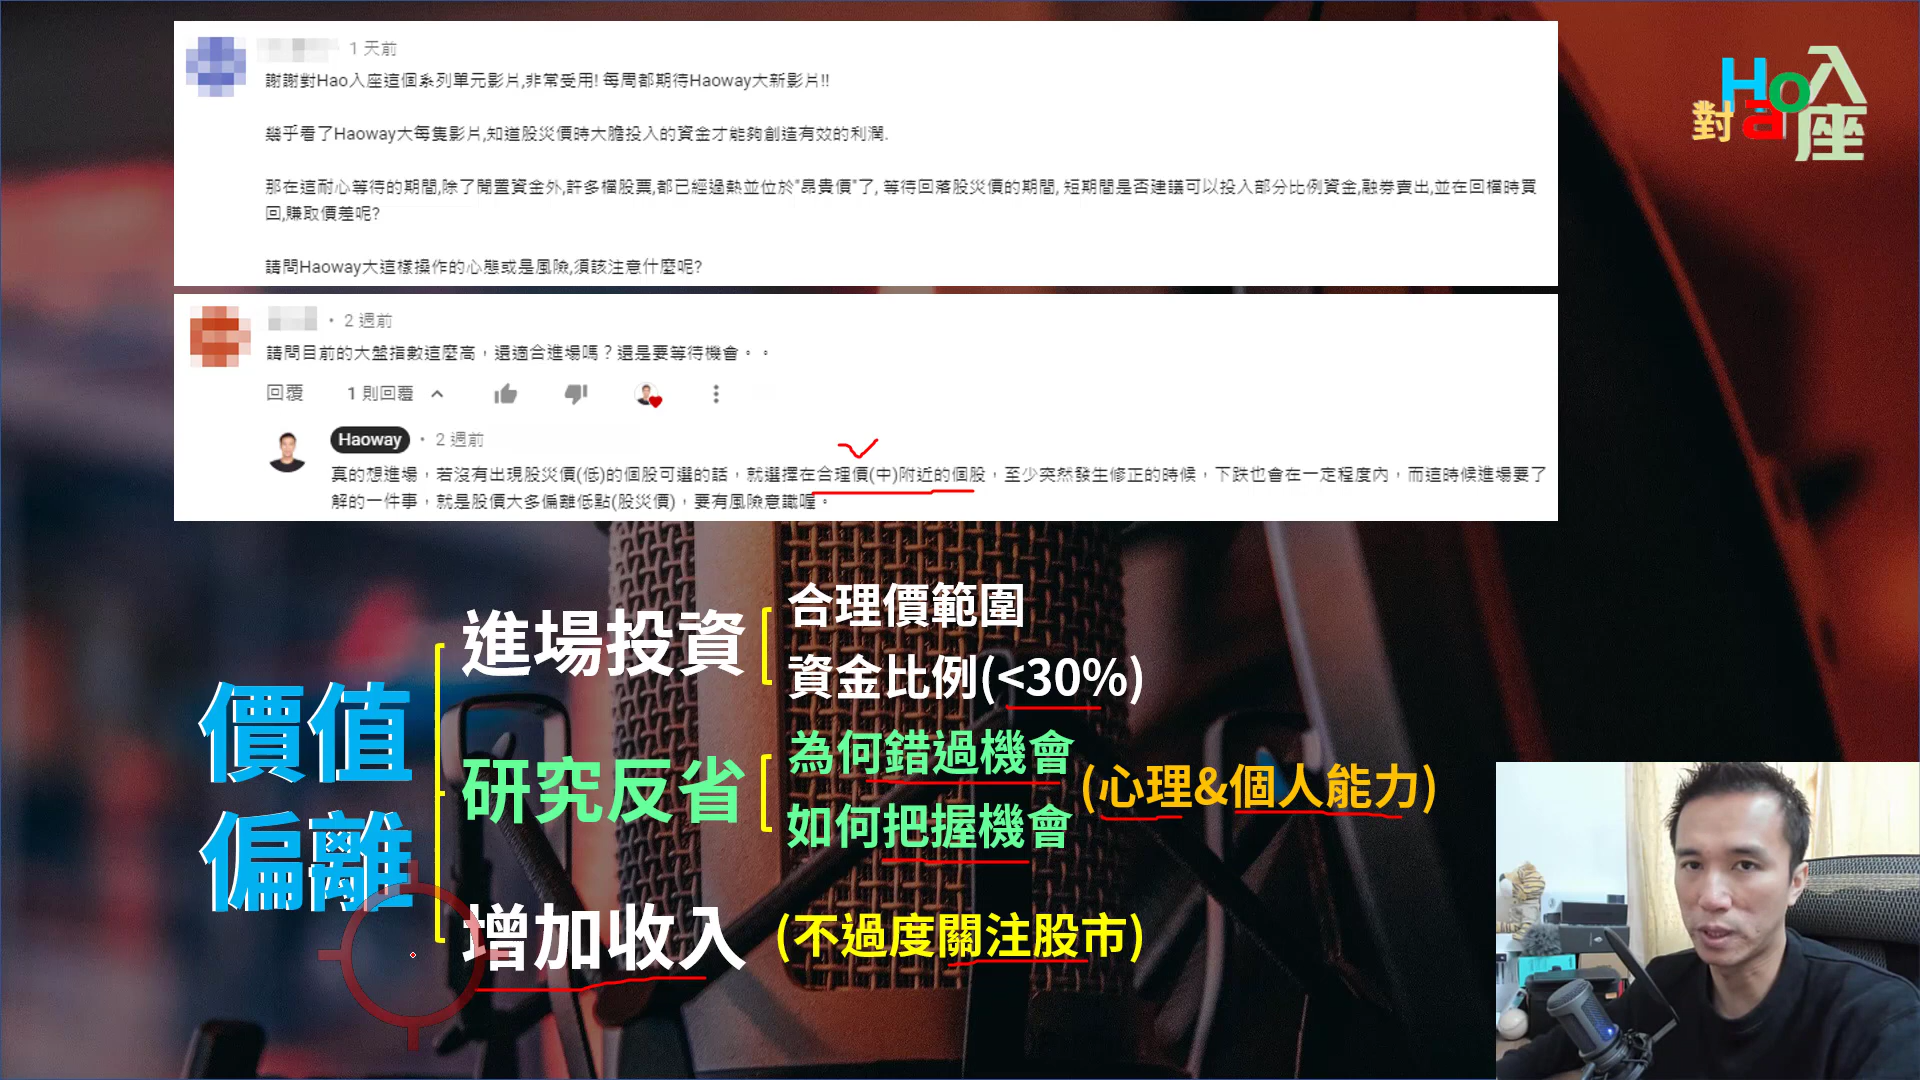 1 天前
謝謝對Hao入座這個系列單元影片,非常受用! 每周都期待Haoway大新影片!!
幾乎看了Haoway大每隻影片,知道股災價時大膽投入的資金才能夠創造有效的利潤.
那在這耐心等待的期間,除了閒置資金外,許多檔股票,都已經過熱並位於"昂貴價"了, 等待回落股災價的期間, 短期間是否建議可以投入部分比例資金,融券賣出,並在回檔時買
回,賺取價差呢?
請問Haoway大這樣操作的心態或是風險,須該注意什麼呢?
• 2 週前
請問目前的大盤指數這麼高，還適合進場嗎？還是要等待機會。。
回覆 1 則回覆
Haoway • 2 週前
真的想進場，若沒有出現股災價(低)的個股可選的話，就選擇在合理價(中)附近的個股，至少突然發生修正的時候，下跌也會在一定程度內，而這時候進場要了
解的一件事，就是股價大多偏離低點(股災價)，要有風險意識喔。
對Hao入座
價值
偏離
進場投資
合理價範圍
資金比例(<30%)
研究反省
為何錯過機會
如何把握機會
(心理&個人能力)
增加收入 (不過度關注股市)